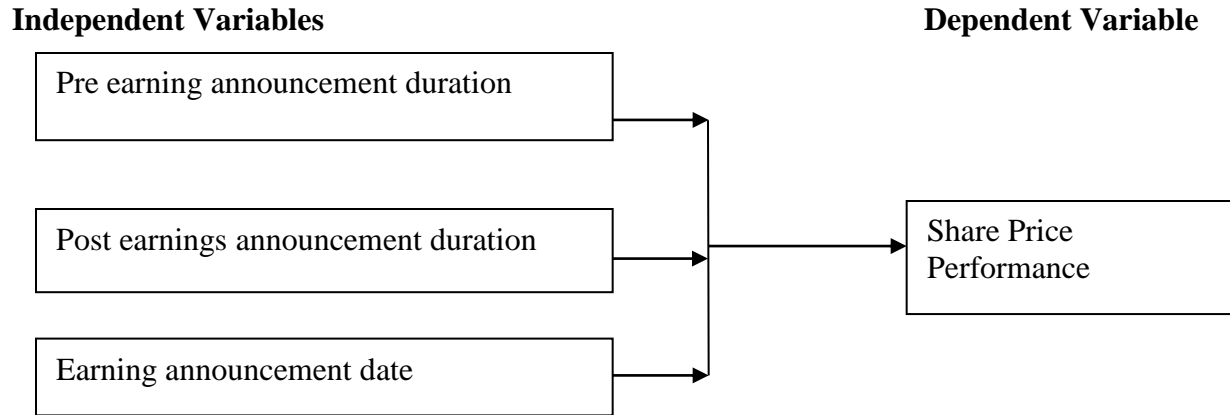 Independent Variables
Dependent Variable
Pre earning announcement duration
Post earnings announcement duration
Share Price
Performance
Earning announcement date